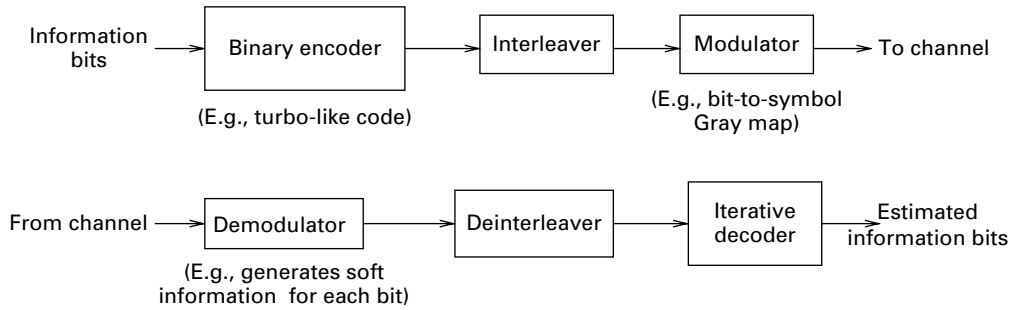 Information
bits
Binary encoder
Interleaver
Modulator
To channel
(E.g., turbo-like code)
(E.g., bit-to-symbol
Gray map)
From channel
Demodulator
Deinterleaver
Iterative
decoder
Estimated
information bits
(E.g., generates soft
information for each bit)